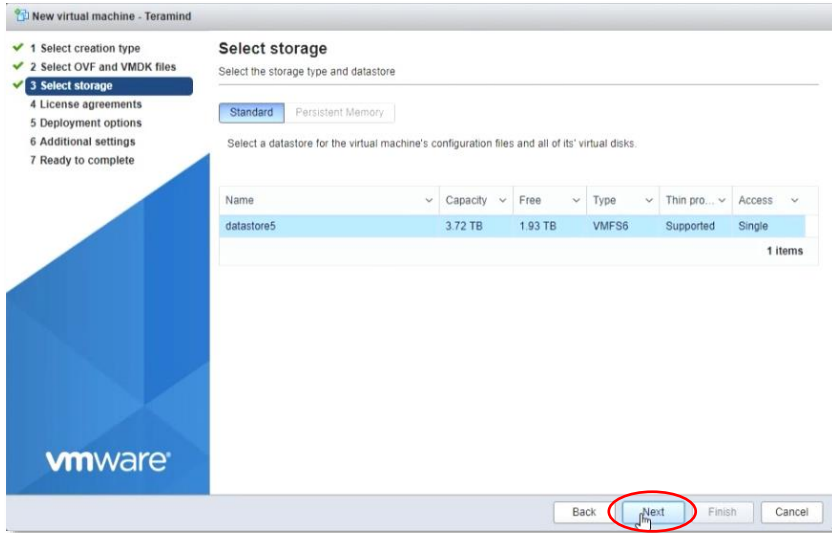 New virtual machine - Teramind
1 Select creation type
2 Select OVF and VMDK files
3 Select storage
4 License agreements
5 Deployment options
6 Additional settings
7 Ready to complete
vmware®
Select storage
Select the storage type and datastore
Standard Persistent Memory
Select a datastore for the virtual machine's configuration files and all of its' virtual disks.
Name Capacity Free Type Thin pro... Access
datastore5 3.72 TB 1.93 TB VMFS6 Supported Single
1 items
Back Next Finish Cancel